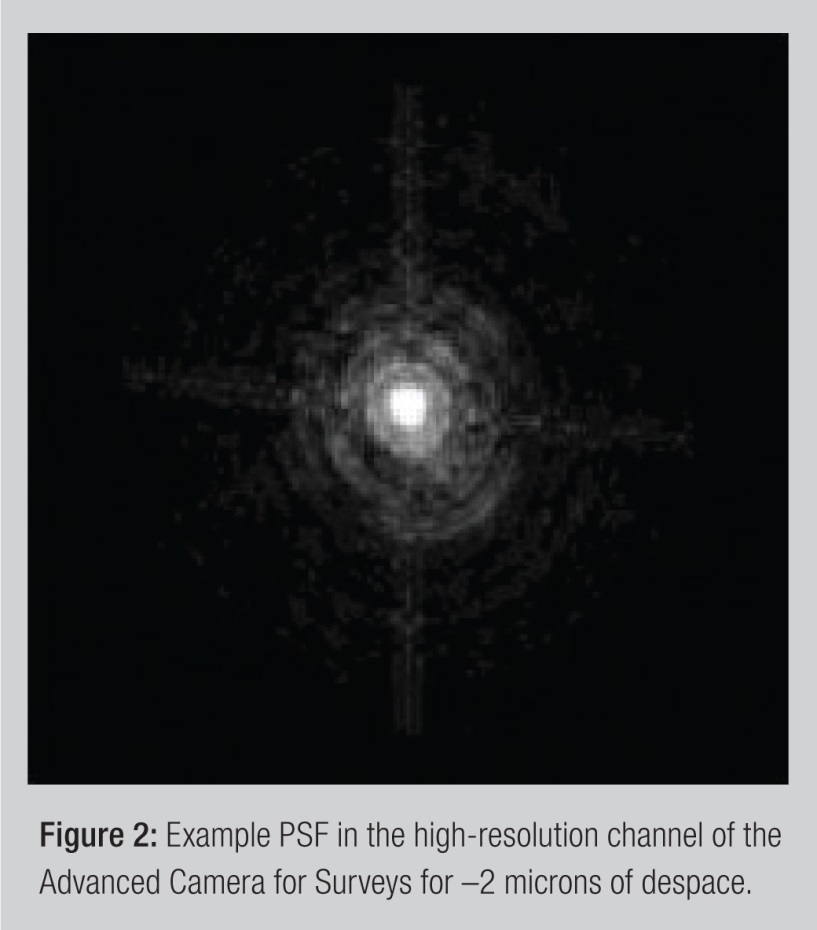 Figure 2: Example PSF in the high-resolution channel of the
Advanced Camera for Surveys for –2 microns of despace.